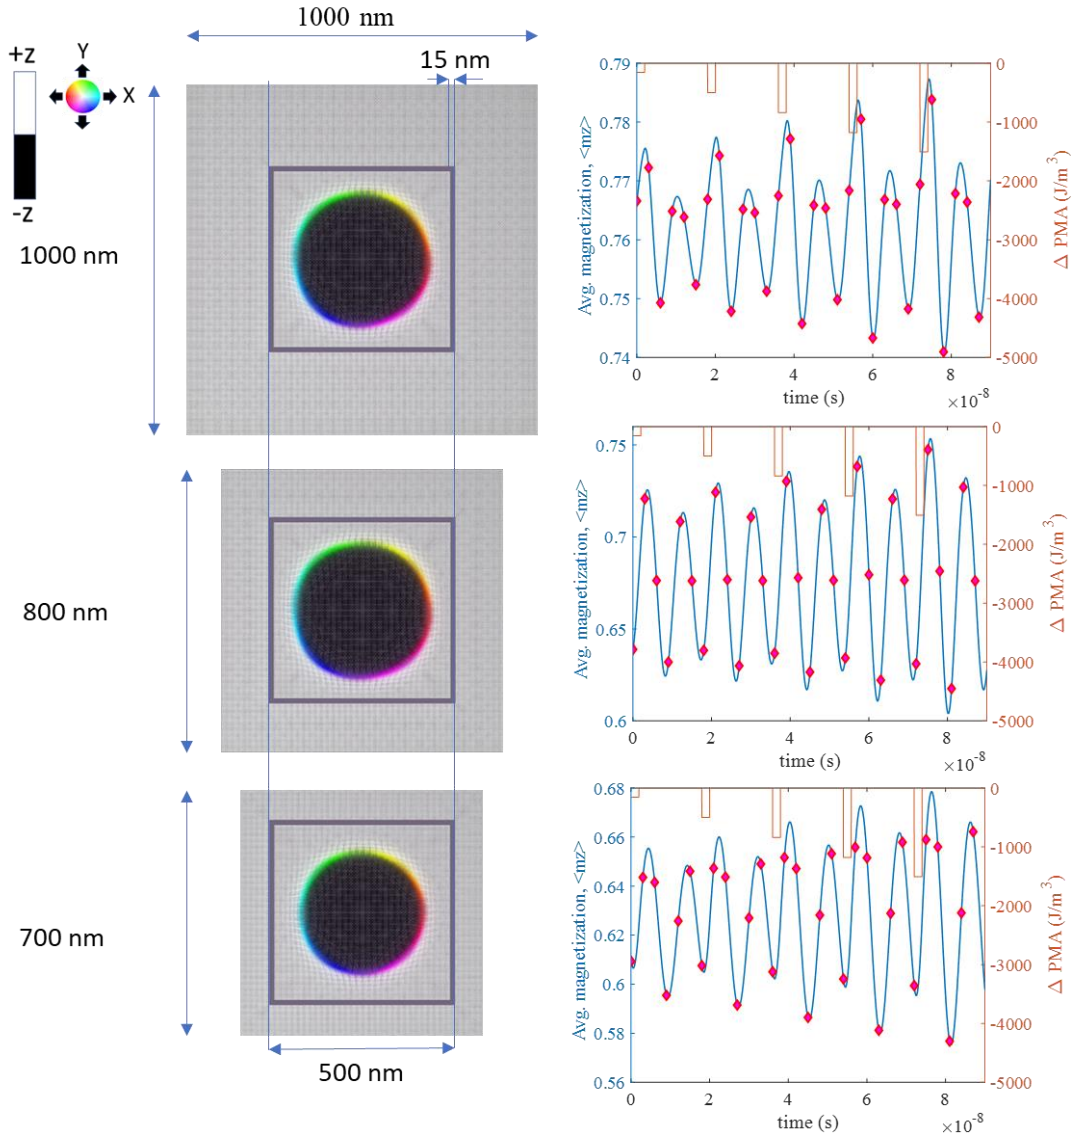 1000 nm
+z
Y
X
-z
15 nm
1000 nm
0.79
0.78
0.77
0.76
0.75
0.74
Avg. magnetization, <mz>
0
-1000
-2000
-3000
-4000
-5000
Δ PMA (J/m³)
0 2 4 6 8
time (s)
×10⁻⁸
800 nm
0.75
0.7
0.65
0.6
Avg. magnetization, <mz>
0
-1000
-2000
-3000
-4000
-5000
Δ PMA (J/m³)
0 2 4 6 8
time (s)
×10⁻⁸
700 nm
0.68
0.66
0.64
0.62
0.6
0.58
0.56
Avg. magnetization, <mz>
0
-1000
-2000
-3000
-4000
-5000
Δ PMA (J/m³)
0 2 4 6 8
time (s)
×10⁻⁸
500 nm